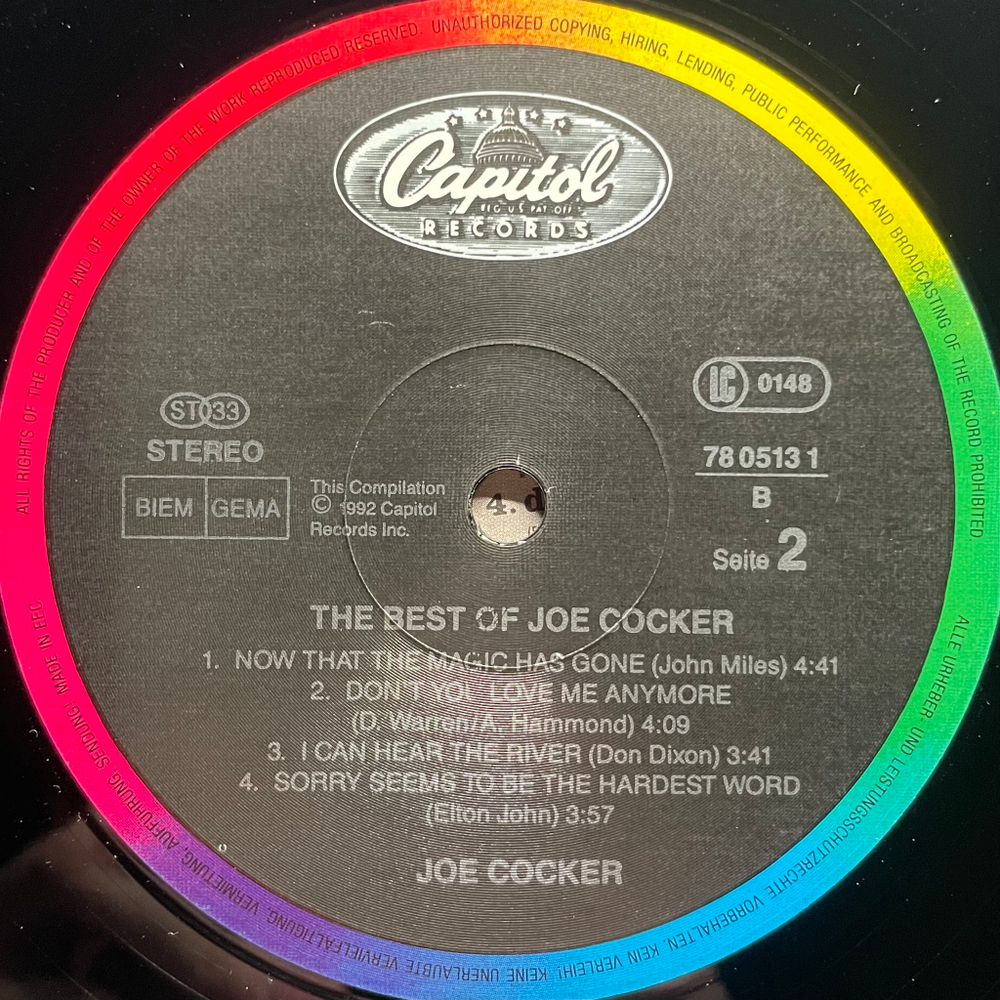 ALL RIGHTS OF THE PRODUCER AND OF THE OWNER OF THE WORK REPRODUCED RESERVED. UNAUTHORIZED COPYING, HIRING, LENDING, PUBLIC PERFORMANCE AND BROADCASTING OF THE RECORD PROHIBITED.
Capitol
REG. U.S. PAT. OFF.
RECORDS
LC 0148
ST 33
STEREO
BIEM GEMA
This Compilation
© 1992 Capitol
Records Inc.
4.d
78 0513 1
B
Seite 2
THE BEST OF JOE COCKER
1. NOW THAT THE MAGIC HAS GONE (John Miles) 4:41
2. DON'T YOU LOVE ME ANYMORE
(D. Warren/A. Hammond) 4:09
3. I CAN HEAR THE RIVER (Don Dixon) 3:41
4. SORRY SEEMS TO BE THE HARDEST WORD
(Elton John) 3:57
JOE COCKER
ALLE URHEBER- UND LEISTUNGSSCHUTZRECHTE VORBEHALTEN. KEIN VERLEIH! KEINE UNERLAUBTE VERVIELFÄLTIGUNG, VERMIETUNG, AUFFÜHRUNG, SENDUNG! MADE IN EEC.